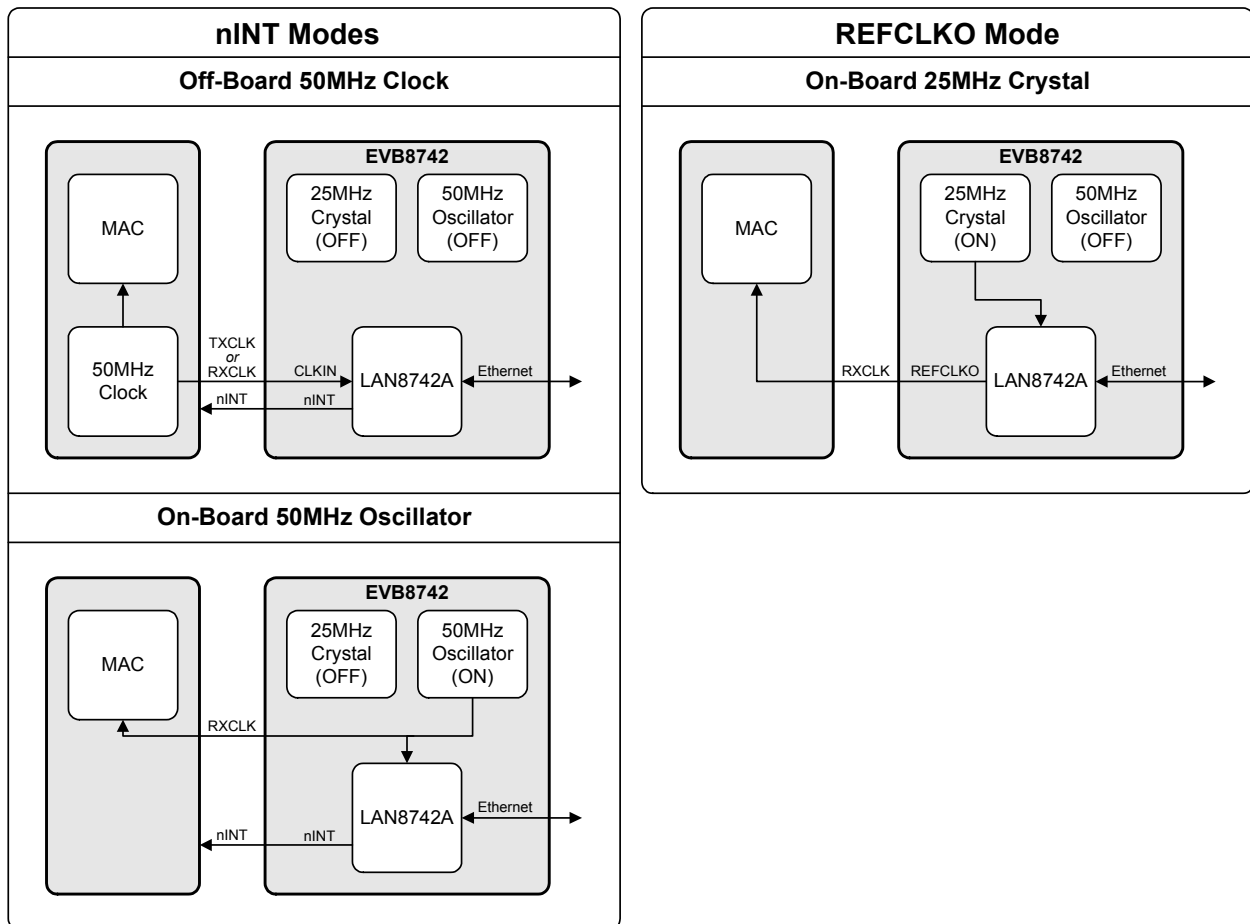 nINT Modes
Off-Board 50MHz Clock
EVB8742
25MHz
Crystal
(OFF)
50MHz
Oscillator
(OFF)
MAC
50MHz
Clock
TXCLK
or
RXCLK
CLKIN
nINT
nINT
LAN8742A
Ethernet
On-Board 50MHz Oscillator
EVB8742
25MHz
Crystal
(OFF)
50MHz
Oscillator
(ON)
MAC
RXCLK
LAN8742A
Ethernet
nINT
nINT
REFCLKO Mode
On-Board 25MHz Crystal
EVB8742
25MHz
Crystal
(ON)
50MHz
Oscillator
(OFF)
MAC
RXCLK
REFCLKO
LAN8742A
Ethernet